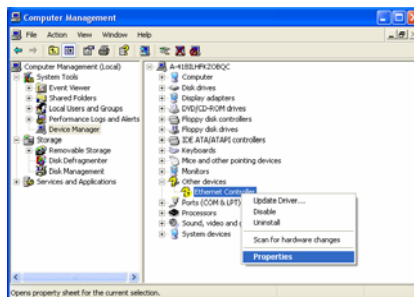 Computer Management
File Action View Window Help
Computer Management (Local)
System Tools
Event Viewer
Shared Folders
Local Users and Groups
Performance Logs and Alerts
Device Manager
Storage
Removable Storage
Disk Defragmenter
Disk Management
Services and Applications
A-41BILHFKZOBQC
Computer
Disk drives
Display adapters
DVD/CD-ROM drives
Floppy disk controllers
Floppy disk drives
IDE ATA/ATAPI controllers
Keyboards
Mice and other pointing devices
Monitors
Other devices
Ethernet Controller
Ports (COM & LPT)
Processors
Sound, video and
System devices
Update Driver...
Disable
Uninstall
Scan for hardware changes
Properties
Opens property sheet for the current selection.